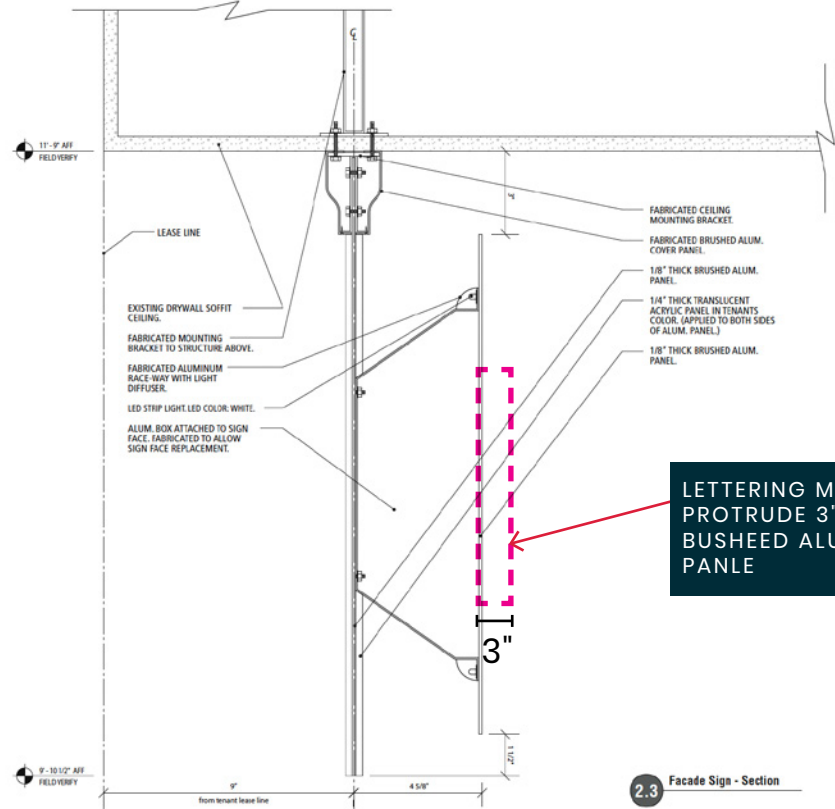 CL
11' - 9" AFF
FIELD VERIFY
3"
LEASE LINE
FABRICATED CEILING
MOUNTING BRACKET.
FABRICATED BRUSHED ALUM.
COVER PANEL.
1/8" THICK BRUSHED ALUM.
PANEL.
1/4" THICK TRANSLUCENT
ACRYLIC PANEL IN TENANTS
COLOR. (APPLIED TO BOTH SIDES
OF ALUM. PANEL.)
1/8" THICK BRUSHED ALUM.
PANEL.
EXISTING DRYWALL SOFFIT
CEILING.
FABRICATED MOUNTING
BRACKET TO STRUCTURE ABOVE.
FABRICATED ALUMINUM
RACE-WAY WITH LIGHT
DIFFUSER.
LED STRIP LIGHT. LED COLOR: WHITE.
ALUM. BOX ATTACHED TO SIGN
FACE. FABRICATED TO ALLOW
SIGN FACE REPLACEMENT.
LETTERING M
PROTRUDE 3"
BUSHEED ALU
PANLE
3"
1 1/2"
9' - 10 1/2" AFF
FIELD VERIFY
9"
from tenant lease line
4 5/8"
2.3 Facade Sign - Section